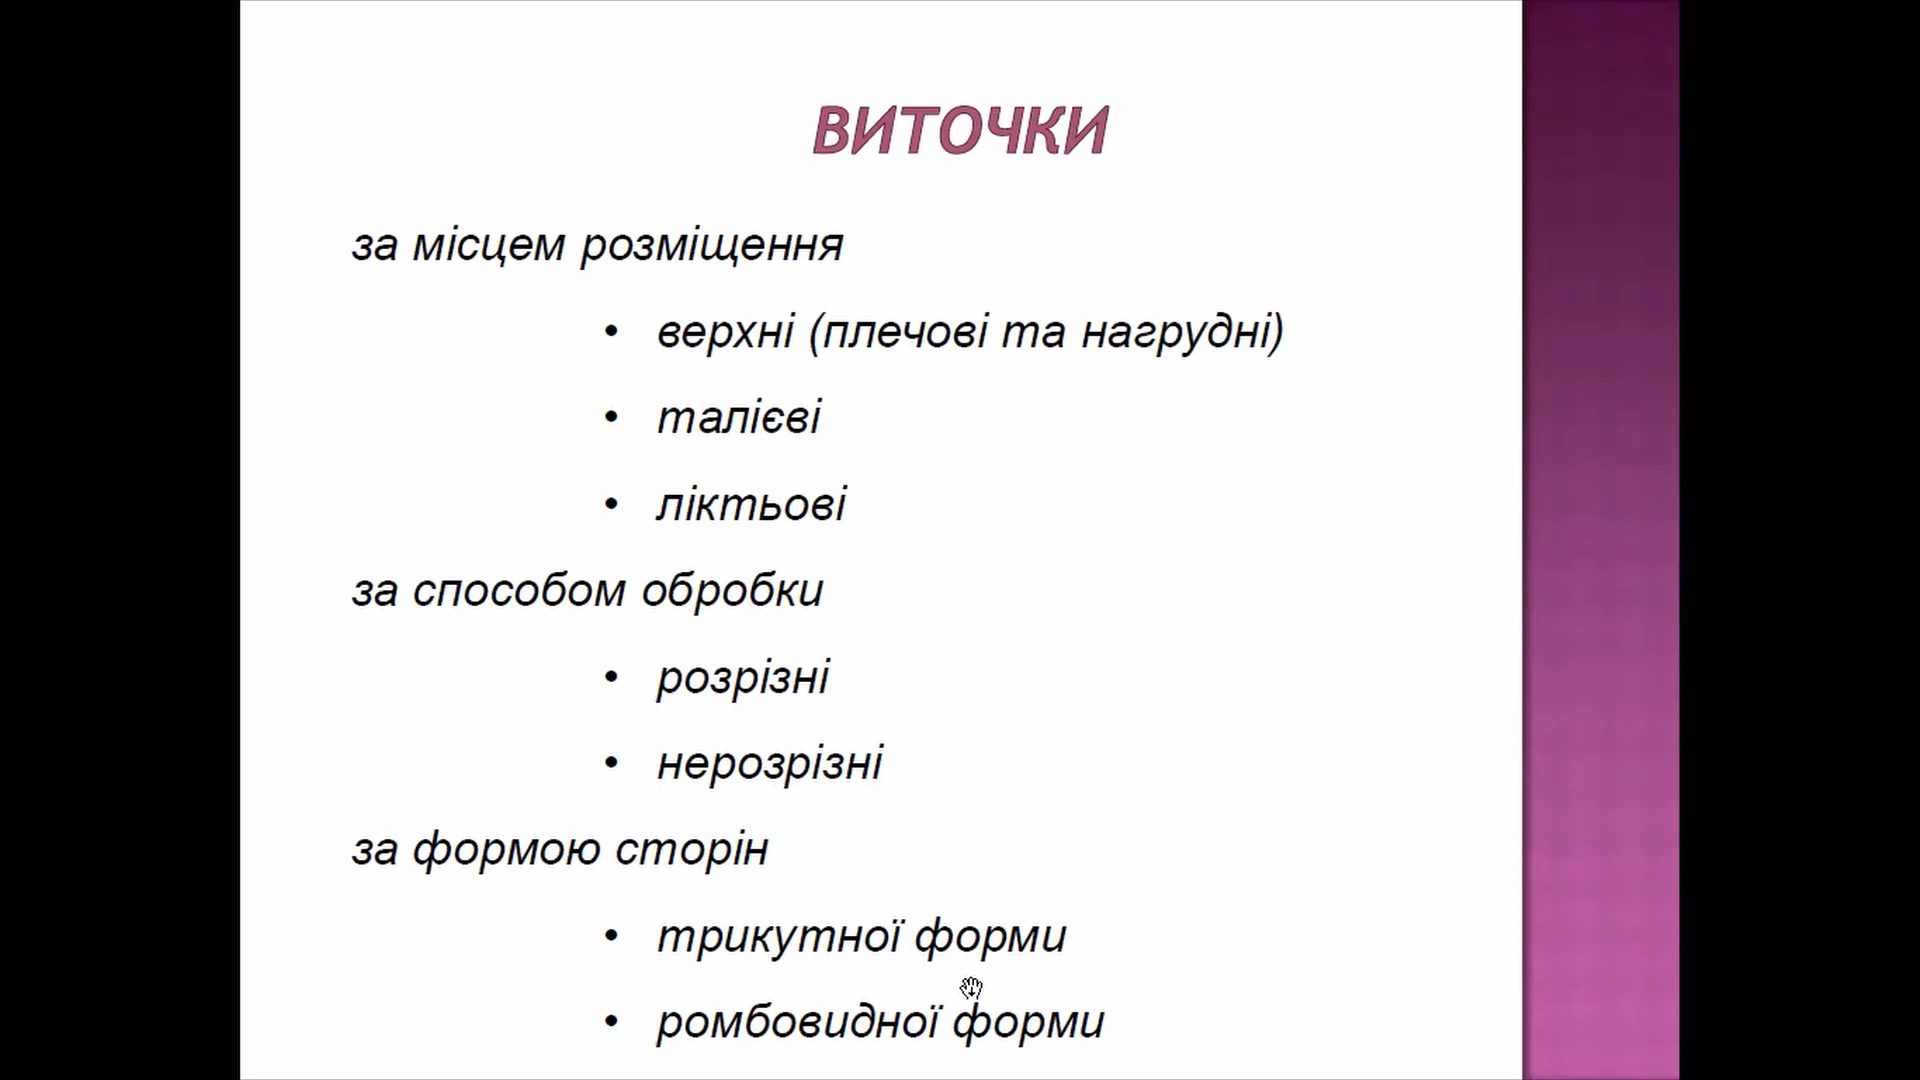 ВИТОЧКИ
за місцем розміщення
• верхні (плечові та нагрудні)
• талієві
• ліктьові
за способом обробки
• розрізні
• нерозрізні
за формою сторін
• трикутної форми
• ромбовидної форми